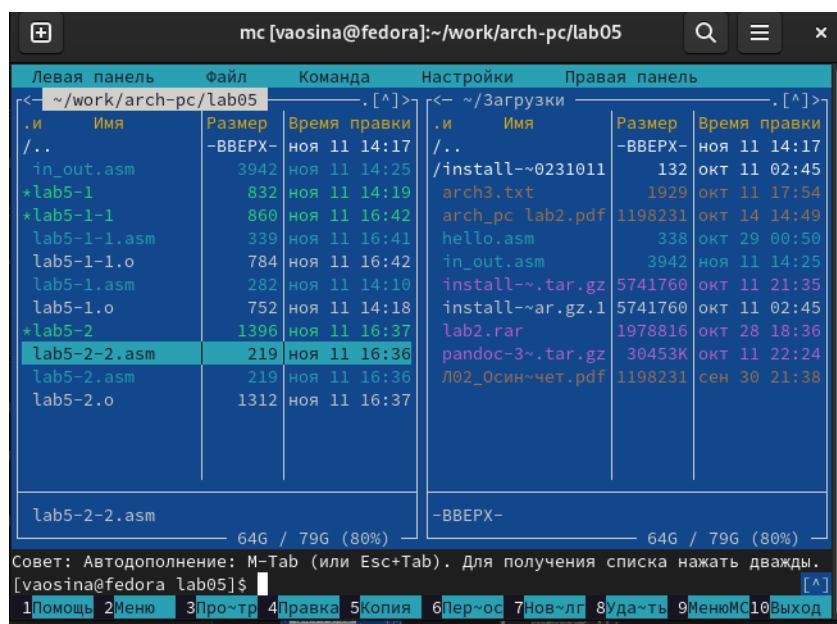 mc [vaosina@fedora]:~/work/arch-pc/lab05
Левая панель Файл Команда Настройки Правая панель
<— ~/work/arch-pc/lab05 .[^]> <— ~/Загрузки .[^]>
.и Имя Размер Время правки .и Имя Размер Время правки
/.. -ВВЕРХ- ноя 11 14:17 /.. -ВВЕРХ- ноя 11 14:17
in_out.asm 3942 ноя 11 14:25 /install-~0231011 132 окт 11 02:45
*lab5-1 832 ноя 11 14:19 arch3.txt 1929 окт 11 17:54
*lab5-1-1 860 ноя 11 16:42 arch_pc lab2.pdf 1198231 окт 14 14:49
lab5-1-1.asm 339 ноя 11 16:41 hello.asm 338 окт 29 00:50
lab5-1-1.o 784 ноя 11 16:42 in_out.asm 3942 ноя 11 14:25
lab5-1.asm 282 ноя 11 14:10 install-~.tar.gz 5741760 окт 11 21:35
lab5-1.o 752 ноя 11 14:18 install-~ar.gz.1 5741760 окт 11 02:45
*lab5-2 1396 ноя 11 16:37 lab2.rar 1978816 окт 28 18:36
lab5-2-2.asm 219 ноя 11 16:36 pandoc-3~.tar.gz 30453K окт 11 22:24
lab5-2.asm 219 ноя 11 16:36 Л02_Осин~чет.pdf 1198231 сен 30 21:38
lab5-2.o 1312 ноя 11 16:37
lab5-2-2.asm -ВВЕРХ-
64G / 79G (80%) 64G / 79G (80%)
Совет: Автодополнение: M-Tab (или Esc+Tab). Для получения списка нажать дважды.
[vaosina@fedora lab05]$ [^]
1Помощь 2Меню 3Про~тр 4Правка 5Копия 6Пер~ос 7Нов~лг 8Уда~ть 9МенюМС 10Выход